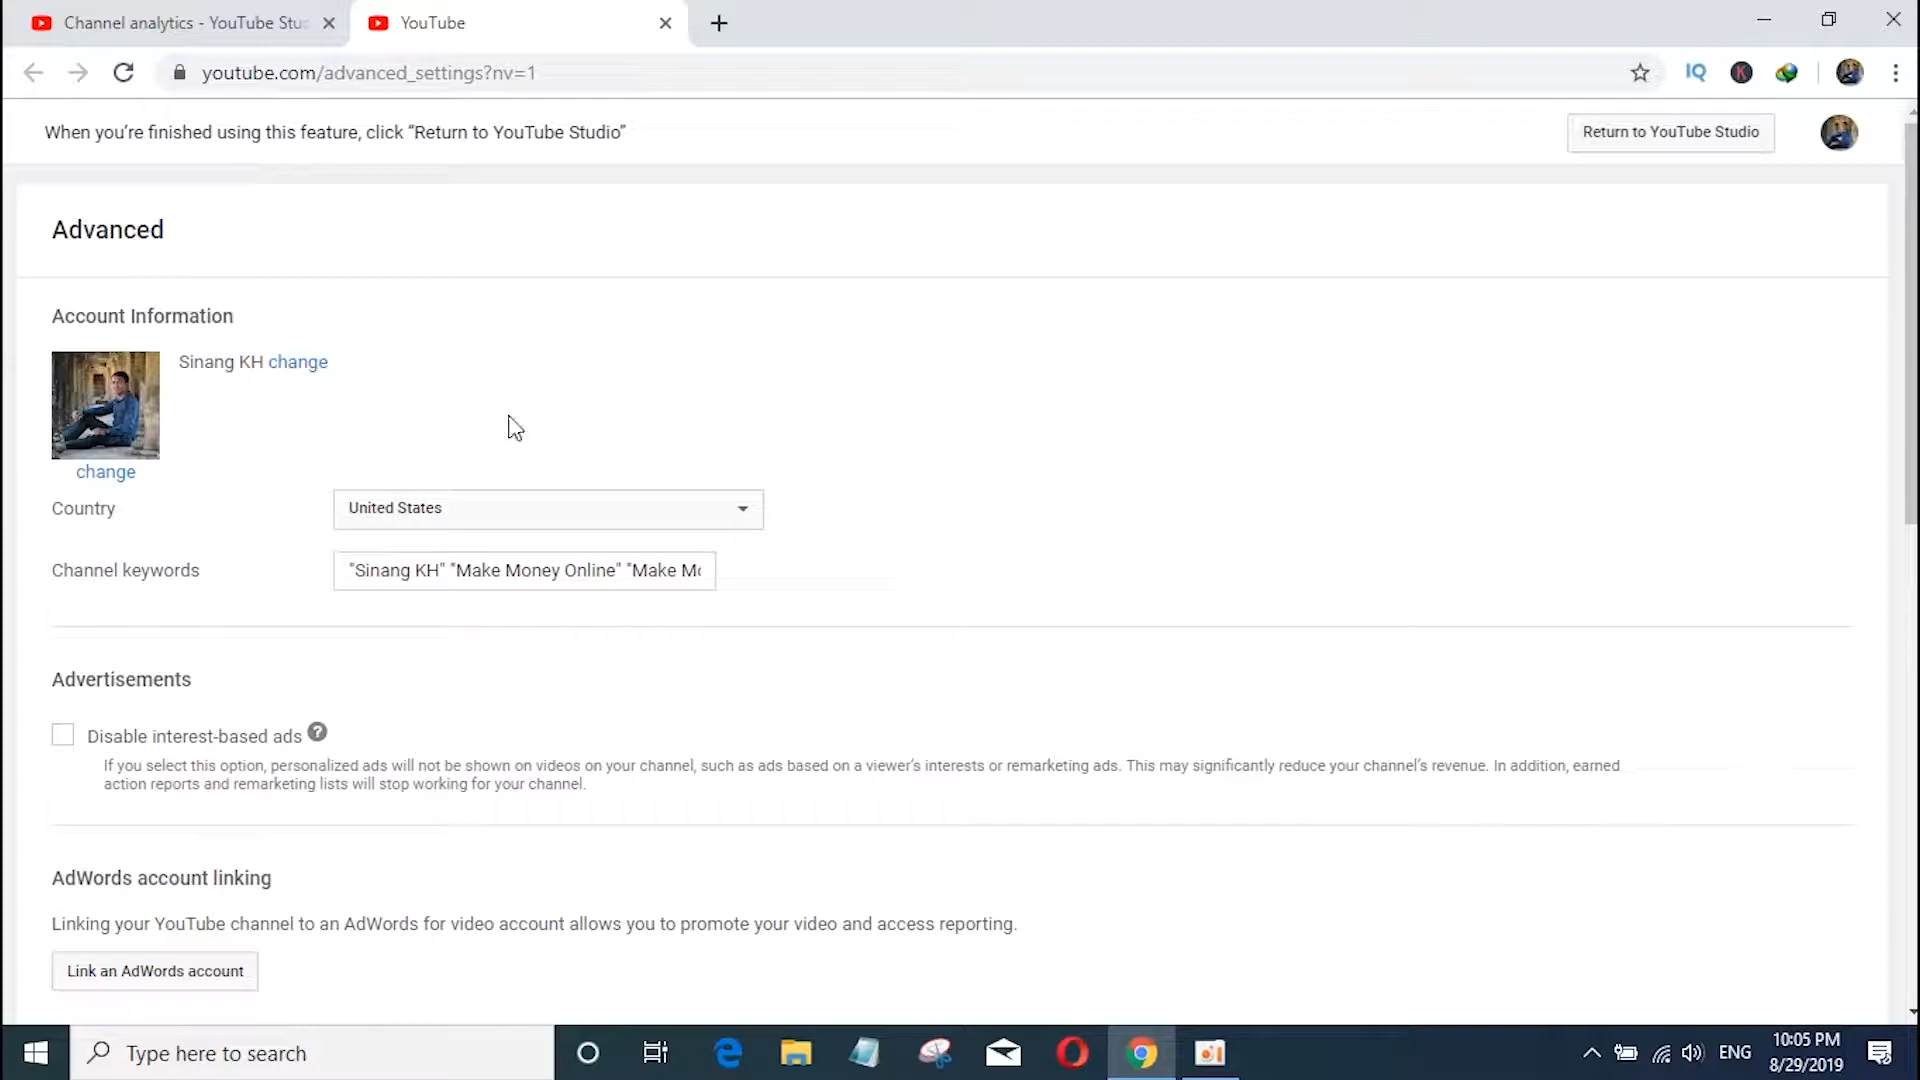 Channel analytics - YouTube Stu
YouTube
youtube.com/advanced_settings?nv=1
IQ
K
When you're finished using this feature, click “Return to YouTube Studio”
Return to YouTube Studio
Advanced
Account Information
Sinang KH change
change
Country
United States
Channel keywords
"Sinang KH" "Make Money Online" "Make Mo
Advertisements
Disable interest-based ads ?
If you select this option, personalized ads will not be shown on videos on your channel, such as ads based on a viewer's interests or remarketing ads. This may significantly reduce your channel's revenue. In addition, earned
action reports and remarketing lists will stop working for your channel.
AdWords account linking
Linking your YouTube channel to an AdWords for video account allows you to promote your video and access reporting.
Link an AdWords account
Type here to search
ENG
10:05 PM
8/29/2019